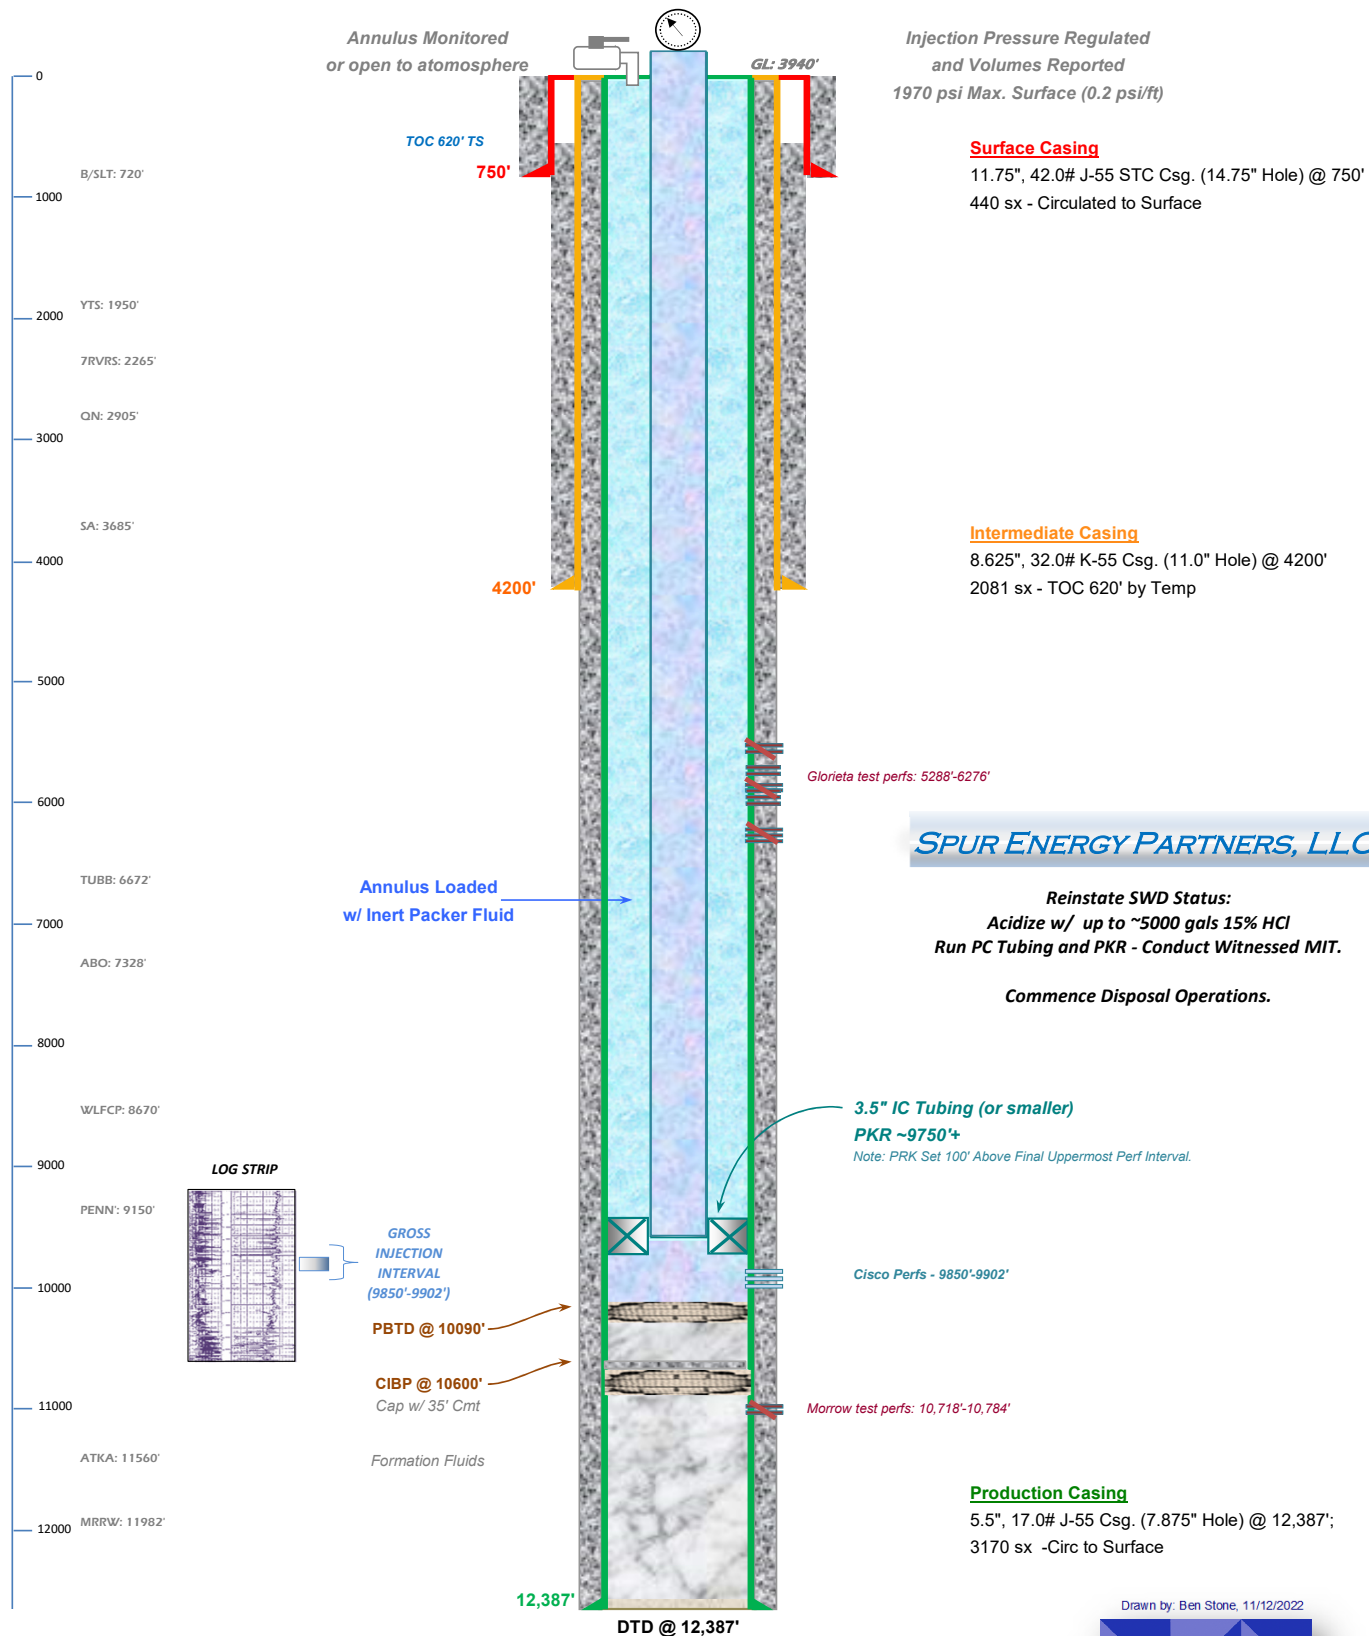 Annulus Monitored
or open to atomosphere
GL: 3940'
Injection Pressure Regulated
and Volumes Reported
1970 psi Max. Surface (0.2 psi/ft)
0
TOC 620' TS
750'
B/SLT: 720'
1000
Surface Casing
11.75", 42.0# J-55 STC Csg. (14.75" Hole) @ 750'
440 sx - Circulated to Surface
YTS: 1950'
2000
7RVRS: 2265'
QN: 2905'
3000
SA: 3685'
4000
4200'
Intermediate Casing
8.625", 32.0# K-55 Csg. (11.0" Hole) @ 4200'
2081 sx - TOC 620' by Temp
5000
Glorieta test perfs: 5288'-6276'
6000
SPUR ENERGY PARTNERS, LLC
TUBB: 6672'
Annulus Loaded
w/ Inert Packer Fluid
7000
Reinstate SWD Status:
Acidize w/ up to ~5000 gals 15% HCl
Run PC Tubing and PKR - Conduct Witnessed MIT.
Commence Disposal Operations.
ABO: 7328'
8000
WLFCP: 8670'
3.5" IC Tubing (or smaller)
PKR ~9750'+
Note: PRK Set 100' Above Final Uppermost Perf Interval.
9000
LOG STRIP
PENN': 9150'
GROSS
INJECTION
INTERVAL
(9850'-9902')
Cisco Perfs - 9850'-9902'
10000
PBTD @ 10090'
CIBP @ 10600'
Cap w/ 35' Cmt
11000
Morrow test perfs: 10,718'-10,784'
ATKA: 11560'
Formation Fluids
MRRW: 11982'
12000
Production Casing
5.5", 17.0# J-55 Csg. (7.875" Hole) @ 12,387';
3170 sx -Circ to Surface
12,387'
DTD @ 12,387'
Drawn by: Ben Stone, 11/12/2022